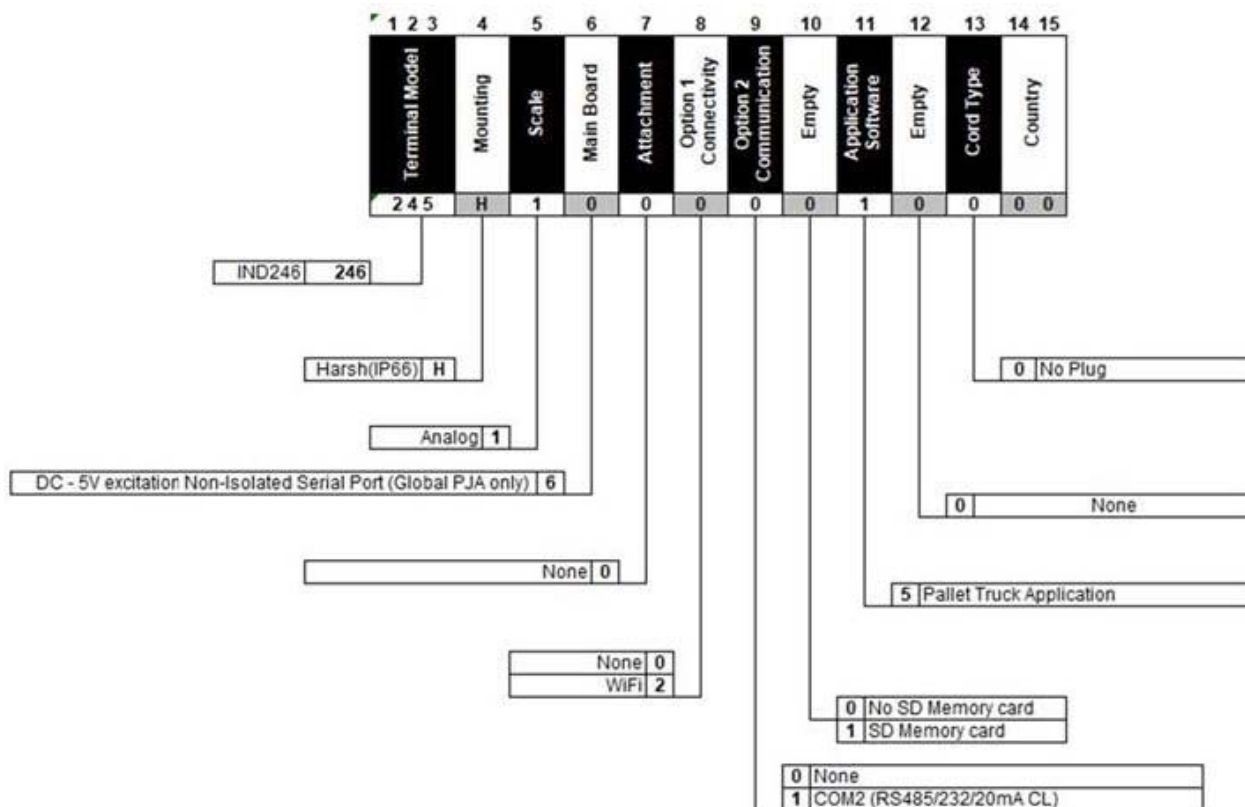 1 2 3 4 5 6 7 8 9 10 11 12 13 14 15
Terminal Model
Mounting
Scale
Main Board
Attachment
Option 1
Connectivity
Option 2
Communication
Empty
Application
Software
Empty
Cord Type
Country
2 4 5 H 1 0 0 0 0 0 1 0 0 0 0
IND246 246
Harsh(IP66) H
0 No Plug
Analog 1
DC - 5V excitation Non-Isolated Serial Port (Global PJA only) 6
0 None
None 0
5 Pallet Truck Application
None 0
WiFi 2
0 No SD Memory card
1 SD Memory card
0 None
1 COM2 (RS485/232/20mA CL)